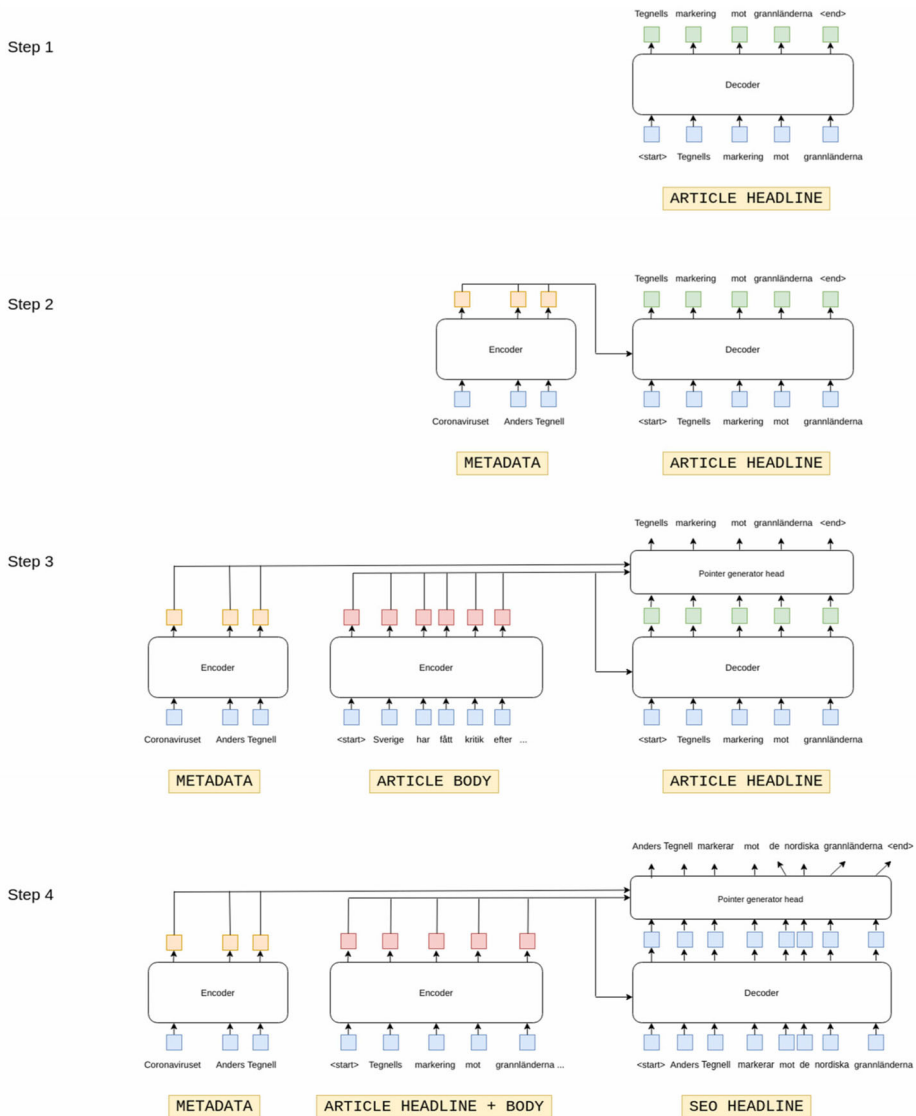 Step 1
Tegnells markering mot grannländerna <end>
Decoder
<start> Tegnells markering mot grannländerna
ARTICLE HEADLINE
Step 2
Tegnells markering mot grannländerna <end>
Encoder
Decoder
Coronaviruset Anders Tegnell
<start> Tegnells markering mot grannländerna
METADATA
ARTICLE HEADLINE
Step 3
Tegnells markering mot grannländerna <end>
Pointer generator head
Encoder
Encoder
Decoder
Coronaviruset Anders Tegnell
<start> Sverige har fått kritik efter ...
<start> Tegnells markering mot grannländerna
METADATA
ARTICLE BODY
ARTICLE HEADLINE
Step 4
Anders Tegnell markerar mot de nordiska grannländerna <end>
Pointer generator head
Encoder
Encoder
Decoder
Coronaviruset Anders Tegnell
<start> Tegnells markering mot grannländerna ...
<start> Anders Tegnell markerar mot de nordiska grannländerna
METADATA
ARTICLE HEADLINE + BODY
SEO HEADLINE